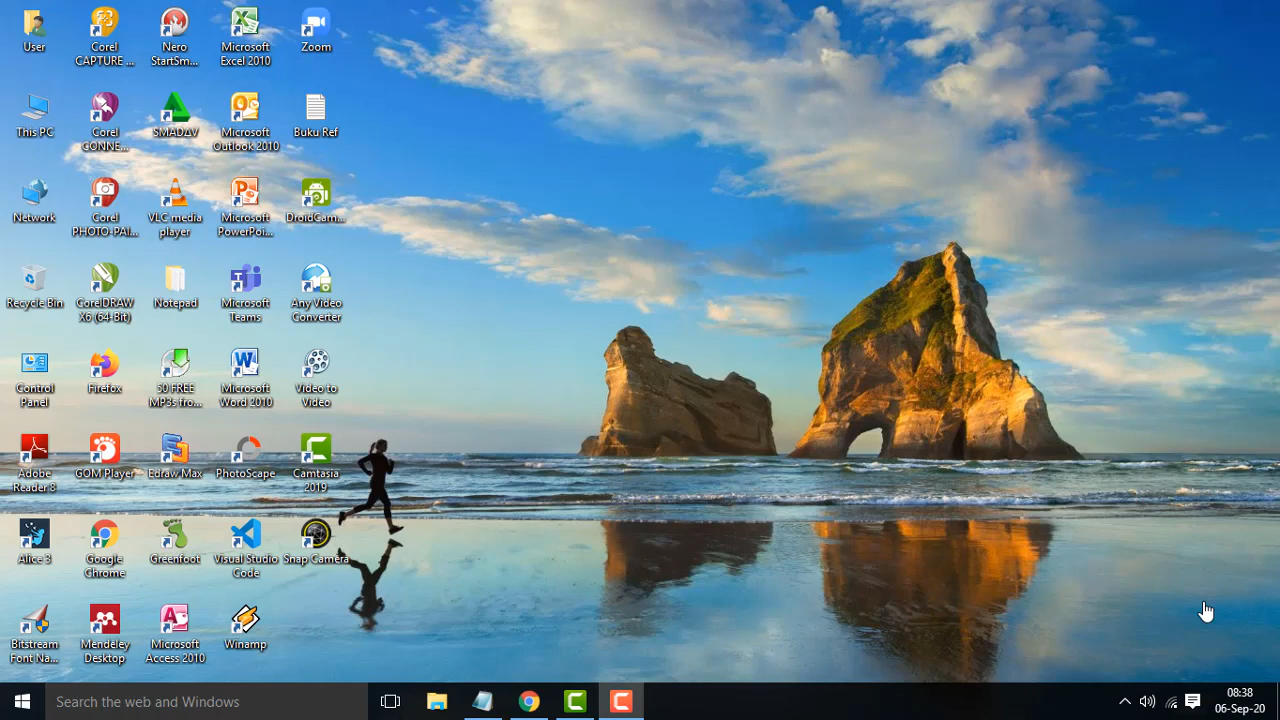 User
Corel
CAPTURE ...
Nero
StartSm...
Microsoft
Excel 2010
Zoom
This PC
Corel
CONNE...
SMADΔV
Microsoft
Outlook 2010
Buku Ref
Network
Corel
PHOTO-PAI...
VLC media
player
Microsoft
PowerPoi...
DroidCam...
Recycle Bin
CorelDRAW
X6 (64-Bit)
Notepad
Microsoft
Teams
Any Video
Converter
Control
Panel
Firefox
50 FREE
MP3s fro...
Microsoft
Word 2010
Video to
Video
Adobe
Reader 8
GOM Player
Edraw Max
PhotoScape
Camtasia
2019
Alice 3
Google
Chrome
Greenfoot
Visual Studio
Code
Snap Camera
Bitstream
Font Na...
Mendeley
Desktop
Microsoft
Access 2010
Winamp
Search the web and Windows
08:38
06-Sep-20